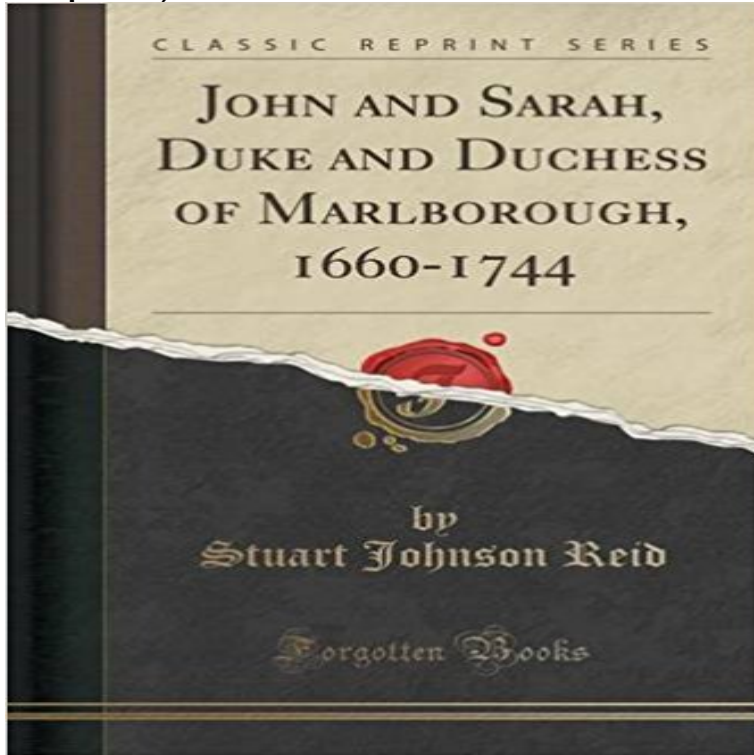 CLASSIC REPRINT SERIES
JOHN AND SARAH,
DUKE AND DUCHESS
OF MARLBOROUGH,
1660-1744
by
Stuart Johnson Reid
Forgotten Books